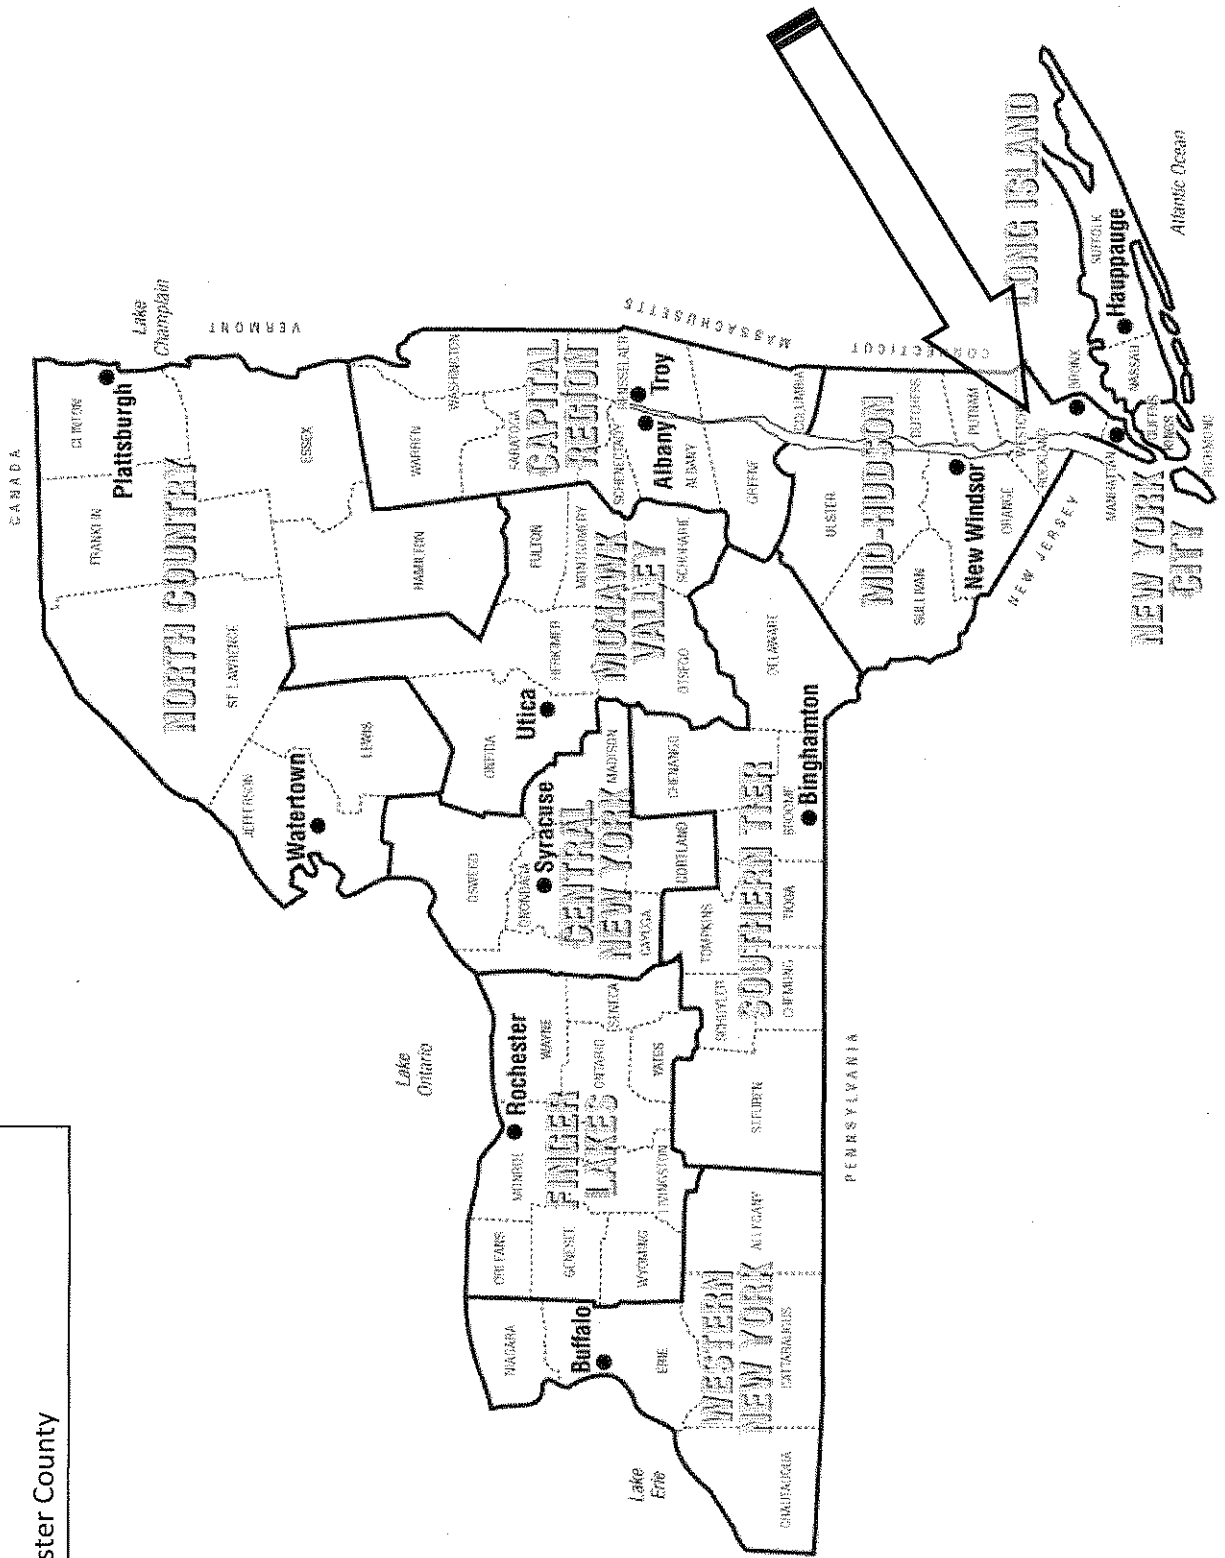 ster County
CANADA
CLINTON
FRANKLIN
Plattsburgh
Lake
Champlain
NORTH COUNTRY
ST LAWRENCE
ESSEX
VERMONT
JEFFERSON
Watertown
LEWIS
HAMILTON
WARREN
WASHINGTON
Lake
Ontario
OSWEGO
ONEIDA
HERKIMER
FULTON
SARATOGA
Utica
MONTGOMERY
CAPITAL
REGION
NIAGARA
ORLEANS
MONROE
Rochester
WAYNE
ONONDAGA
Syracuse
MOHAWK
VALLEY
SCHENECTADY
RENSSELAER
Troy
Albany
ALBANY
MASSACHUSETTS
GENESEE
FINGER
LAKES
ONTARIO
SENECA
CENTRAL
NEW YORK
MADISON
CAYUGA
OTSEGO
SCHOHARIE
Buffalo
ERIE
WYOMING
LIVINGSTON
YATES
Lake
Erie
CORTLAND
CHENANGO
TOMPKINS
SCHUYLER
GREENE
COLUMBIA
WESTERN
NEW YORK
SOUTHERN TIER
DELAWARE
CHAUTAUQUA
CATTARAUGUS
ALLEGANY
STEUBEN
CHEMUNG
TIOGA
BROOME
Binghamton
PENNSYLVANIA
ULSTER
DUTCHESS
MID-HUDSON
SULLIVAN
New Windsor
ORANGE
PUTNAM
CONNECTICUT
ROCKLAND
NEW JERSEY
LONG ISLAND
BRONX
MANHATTAN
SUFFOLK
Hauppauge
NASSAU
QUEENS
KINGS
RICHMOND
NEW YORK
CITY
Atlantic Ocean